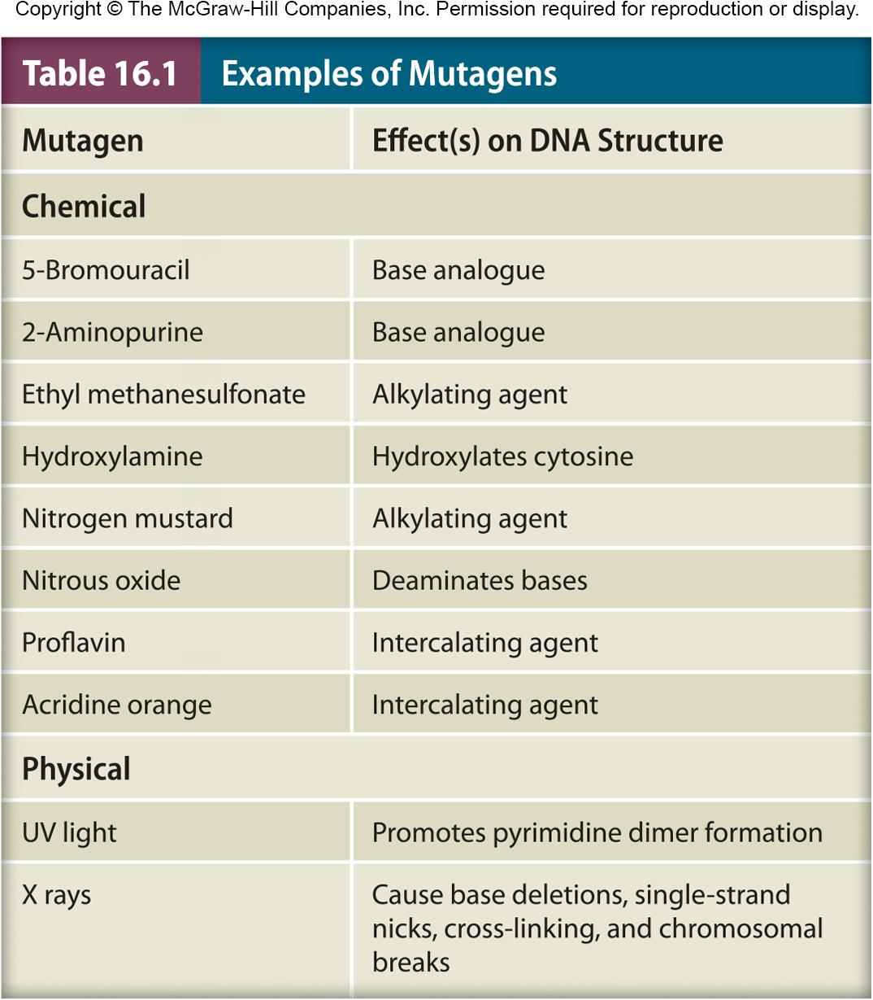 Copyright © The McGraw-Hill Companies, Inc. Permission required for reproduction or display.
Table 16.1 Examples of Mutagens
Mutagen Effect(s) on DNA Structure
Chemical
5-Bromouracil Base analogue
2-Aminopurine Base analogue
Ethyl methanesulfonate Alkylating agent
Hydroxylamine Hydroxylates cytosine
Nitrogen mustard Alkylating agent
Nitrous oxide Deaminates bases
Proflavin Intercalating agent
Acridine orange Intercalating agent
Physical
UV light Promotes pyrimidine dimer formation
X rays Cause base deletions, single-strand
nicks, cross-linking, and chromosomal
breaks